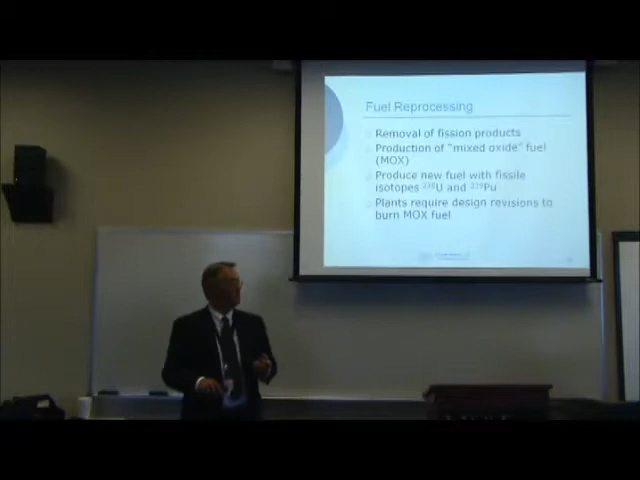 Fuel Reprocessing
Removal of fission products
Production of "mixed oxide" fuel
(MOX)
Produce new fuel with fissile
isotopes ²³⁵U and ²³⁹Pu
Plants require design revisions to
burn MOX fuel